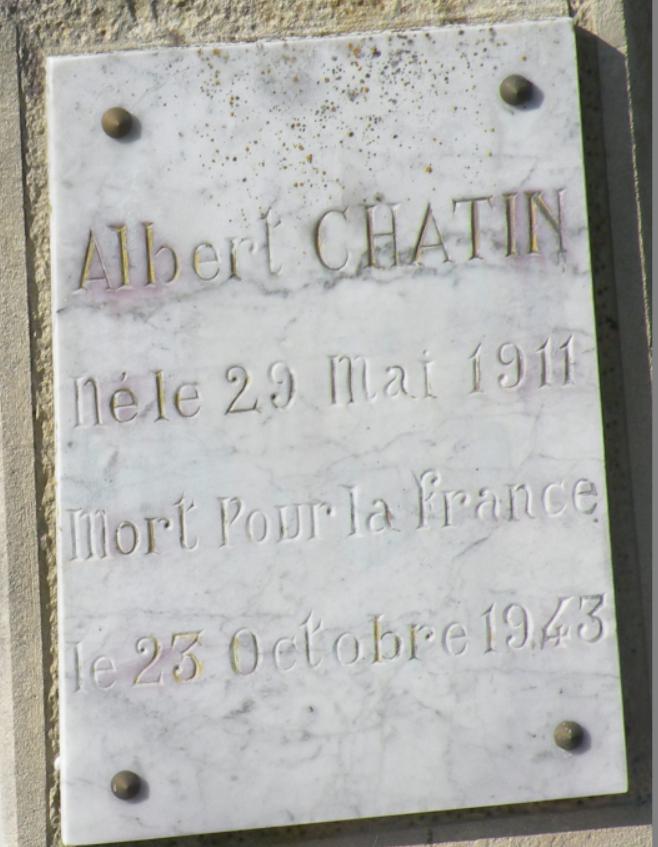 Albert CHATIN
Né le 29 Mai 1911
Mort Pour la france
le 23 Octobre 1943